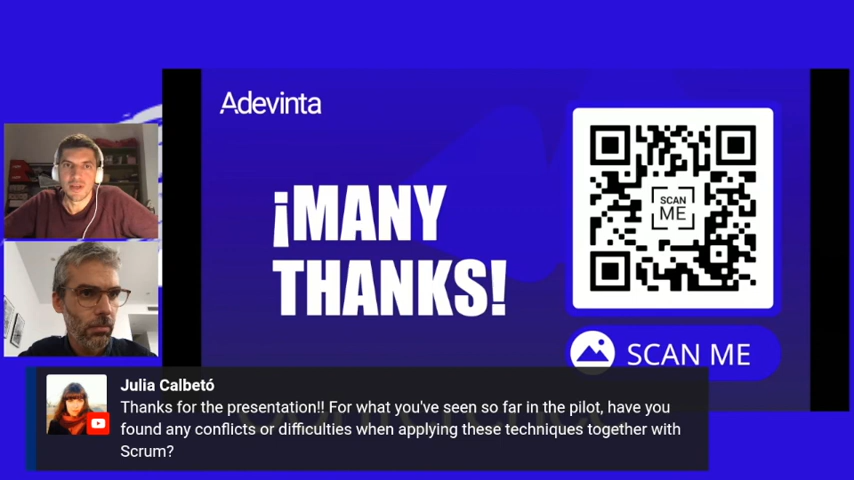 Adevinta
¡MANY
THANKS!
SCAN
ME
SCAN ME
Julia Calbetó
Thanks for the presentation!! For what you've seen so far in the pilot, have you
found any conflicts or difficulties when applying these techniques together with
Scrum?